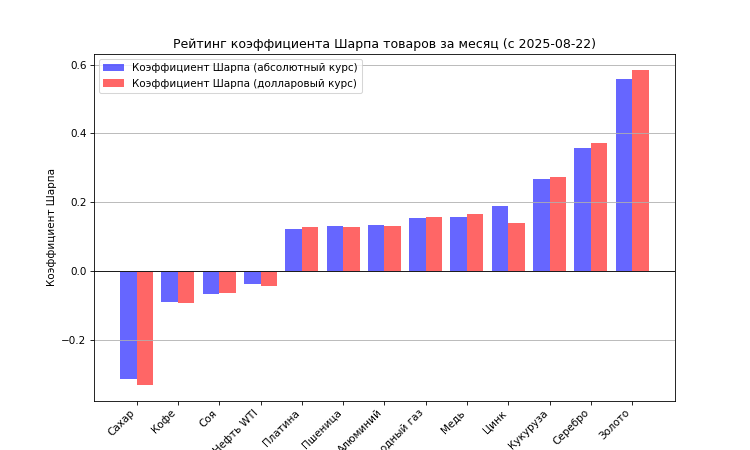 Рейтинг коэффициента Шарпа товаров за месяц (с 2025-08-22)
Коэффициент Шарпа (абсолютный курс)
Коэффициент Шарпа (долларовый курс)
Коэффициент Шарпа
0.6
0.4
0.2
0.0
−0.2
Сахар
Кофе
Соя
Нефть WTI
Платина
Пшеница
Алюминий
одный газ
Медь
Цинк
Кукуруза
Серебро
Золото